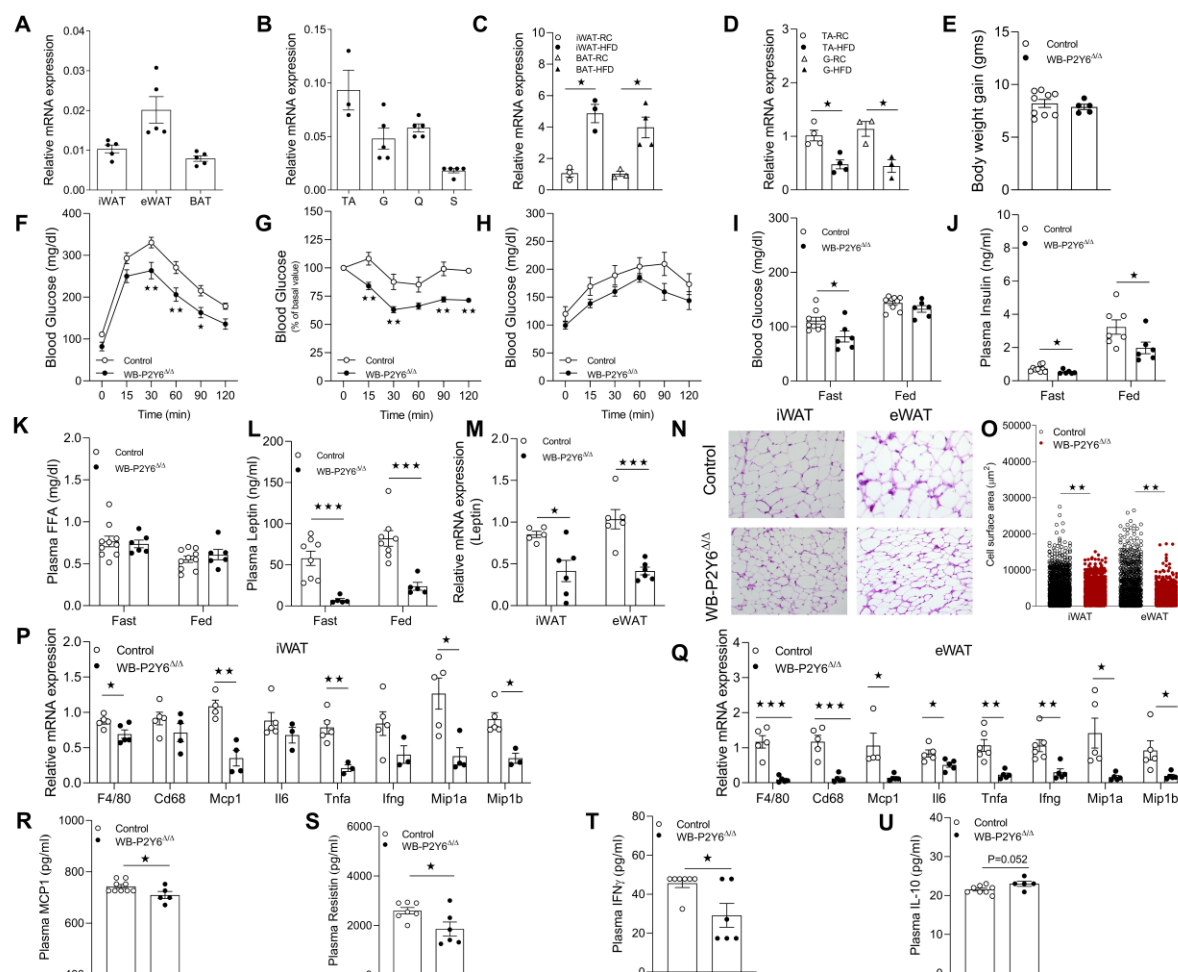 A
Relative mRNA expression
0.04
0.03
0.02
0.01
0.00
iWAT eWAT BAT
B
Relative mRNA expression
0.15
0.10
0.05
0.00
TA G Q S
C
Relative mRNA expression
10
8
6
4
2
0
iWAT-RC
iWAT-HFD
BAT-RC
BAT-HFD
★ ★
D
Relative mRNA expression
3
2
1
0
TA-RC
TA-HFD
G-RC
G-HFD
★ ★
E
Body weight gain (gms)
20
15
10
5
0
Control
WB-P2Y6Δ/Δ
F
Blood Glucose (mg/dl)
400
300
200
100
0
★★ ★★ ★
Control
WB-P2Y6Δ/Δ
0 15 30 60 90 120
Time (min)
G
Blood Glucose
(% of basal value)
125
100
75
50
25
0
★★ ★★ ★★ ★★
Control
WB-P2Y6Δ/Δ
0 15 30 60 90 120
Time (min)
H
Blood Glucose (mg/dl)
300
250
200
150
100
50
0
Control
WB-P2Y6Δ/Δ
0 15 30 60 90 120
Time (min)
I
Blood Glucose (mg/dl)
300
200
100
0
Control
WB-P2Y6Δ/Δ
★
Fast Fed
J
Plasma Insulin (ng/ml)
8
6
4
2
0
Control
WB-P2Y6Δ/Δ
★ ★
Fast Fed
K
Plasma FFA (mg/dl)
2.0
1.5
1.0
0.5
0.0
Control
WB-P2Y6Δ/Δ
Fast Fed
L
Plasma Leptin (ng/ml)
200
150
100
50
0
Control
WB-P2Y6Δ/Δ
★★★ ★★★
Fast Fed
M
Relative mRNA expression
(Leptin)
2.0
1.5
1.0
0.5
0.0
Control
WB-P2Y6Δ/Δ
★ ★★★
iWAT eWAT
N
iWAT eWAT
Control
WB-P2Y6Δ/Δ
O
Cell surface area (μm2)
50000
40000
30000
20000
10000
0
Control
WB-P2Y6Δ/Δ
★★ ★★
iWAT eWAT
P
iWAT
Relative mRNA expression
2.0
1.5
1.0
0.5
0.0
Control
WB-P2Y6Δ/Δ
★ ★★ ★★ ★ ★
F4/80 Cd68 Mcp1 Il6 Tnfa Ifng Mip1a Mip1b
Q
eWAT
Relative mRNA expression
4
3
2
1
0
Control
WB-P2Y6Δ/Δ
★★★ ★★★ ★ ★ ★★ ★★ ★ ★
F4/80 Cd68 Mcp1 Il6 Tnfa Ifng Mip1a Mip1b
R
Plasma MCP1 (pg/ml)
1000
800
600
Control
WB-P2Y6Δ/Δ
★
S
Plasma Resistin (pg/ml)
6000
4000
2000
Control
WB-P2Y6Δ/Δ
★
T
Plasma IFNγ (pg/ml)
80
60
40
20
0
Control
WB-P2Y6Δ/Δ
★
U
Plasma IL-10 (pg/ml)
40
30
20
10
0
Control
WB-P2Y6Δ/Δ
P=0.052